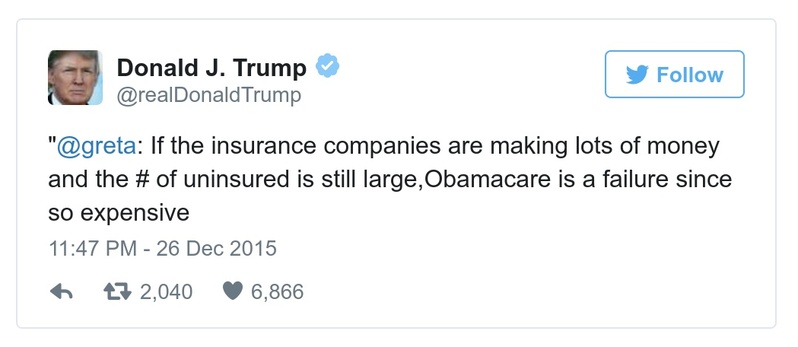 Donald J. Trump
@realDonaldTrump
Follow
"@greta: If the insurance companies are making lots of money
and the # of uninsured is still large,Obamacare is a failure since
so expensive
11:47 PM - 26 Dec 2015
2,040 6,866